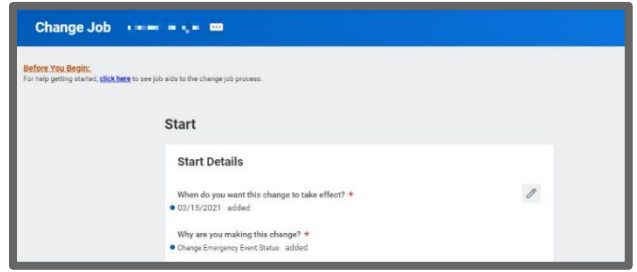 Change Job
Before You Begin:
For help getting started, click here to see job aids to the change job process.
Start
Start Details
When do you want this change to take effect? *
03/15/2021 added
Why are you making this change? *
Change Emergency Event Status added